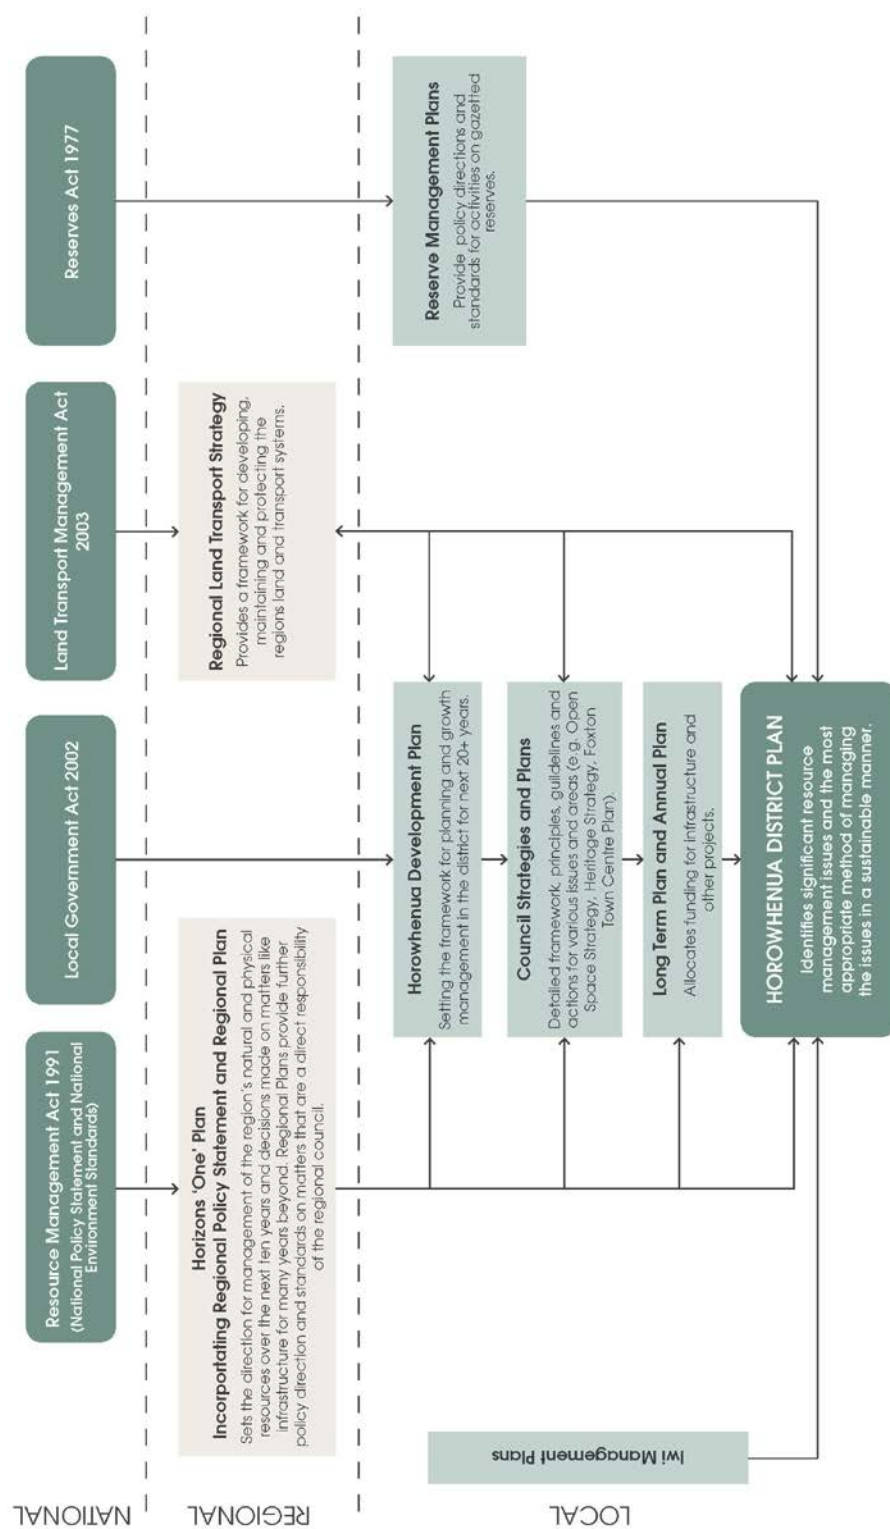 NATIONAL
Resource Management Act 1991
(National Policy Statement and National
Environment Standards)
Local Government Act 2002
Land Transport Management Act
2003
Reserves Act 1977
REGIONAL
Horizons 'One' Plan
Incorportating Regional Policy Statement and Regional Plan
Sets the direction for management of the region's natural and physical
resources over the next ten years and decisions made on matters like
infrastructure for many years beyond. Regional Plans provide further
policy direction and standards on matters that are a direct responsibility
of the regional council.
Regional Land Transport Strategy
Provides a framework for developing,
maintaining and protecting the
regions land and transport systems.
LOCAL
Iwi Management Plans
Horowhenua Development Plan
Setting the framework for planning and growth
management in the district for next 20+ years.
Council Strategies and Plans
Detailed framework, principles, guildelines and
actions for various issues and areas (e.g. Open
Space Strategy, Heritage Strategy, Foxton
Town Centre Plan).
Long Term Plan and Annual Plan
Allocates funding for infrastructure and
other projects.
HOROWHENUA DISTRICT PLAN
Identifies significant resource
management issues and the most
appropriate method of managing
the issues in a sustainable manner.
Reserve Management Plans
Provide policy directions and
standards for activities on gazetted
reserves.